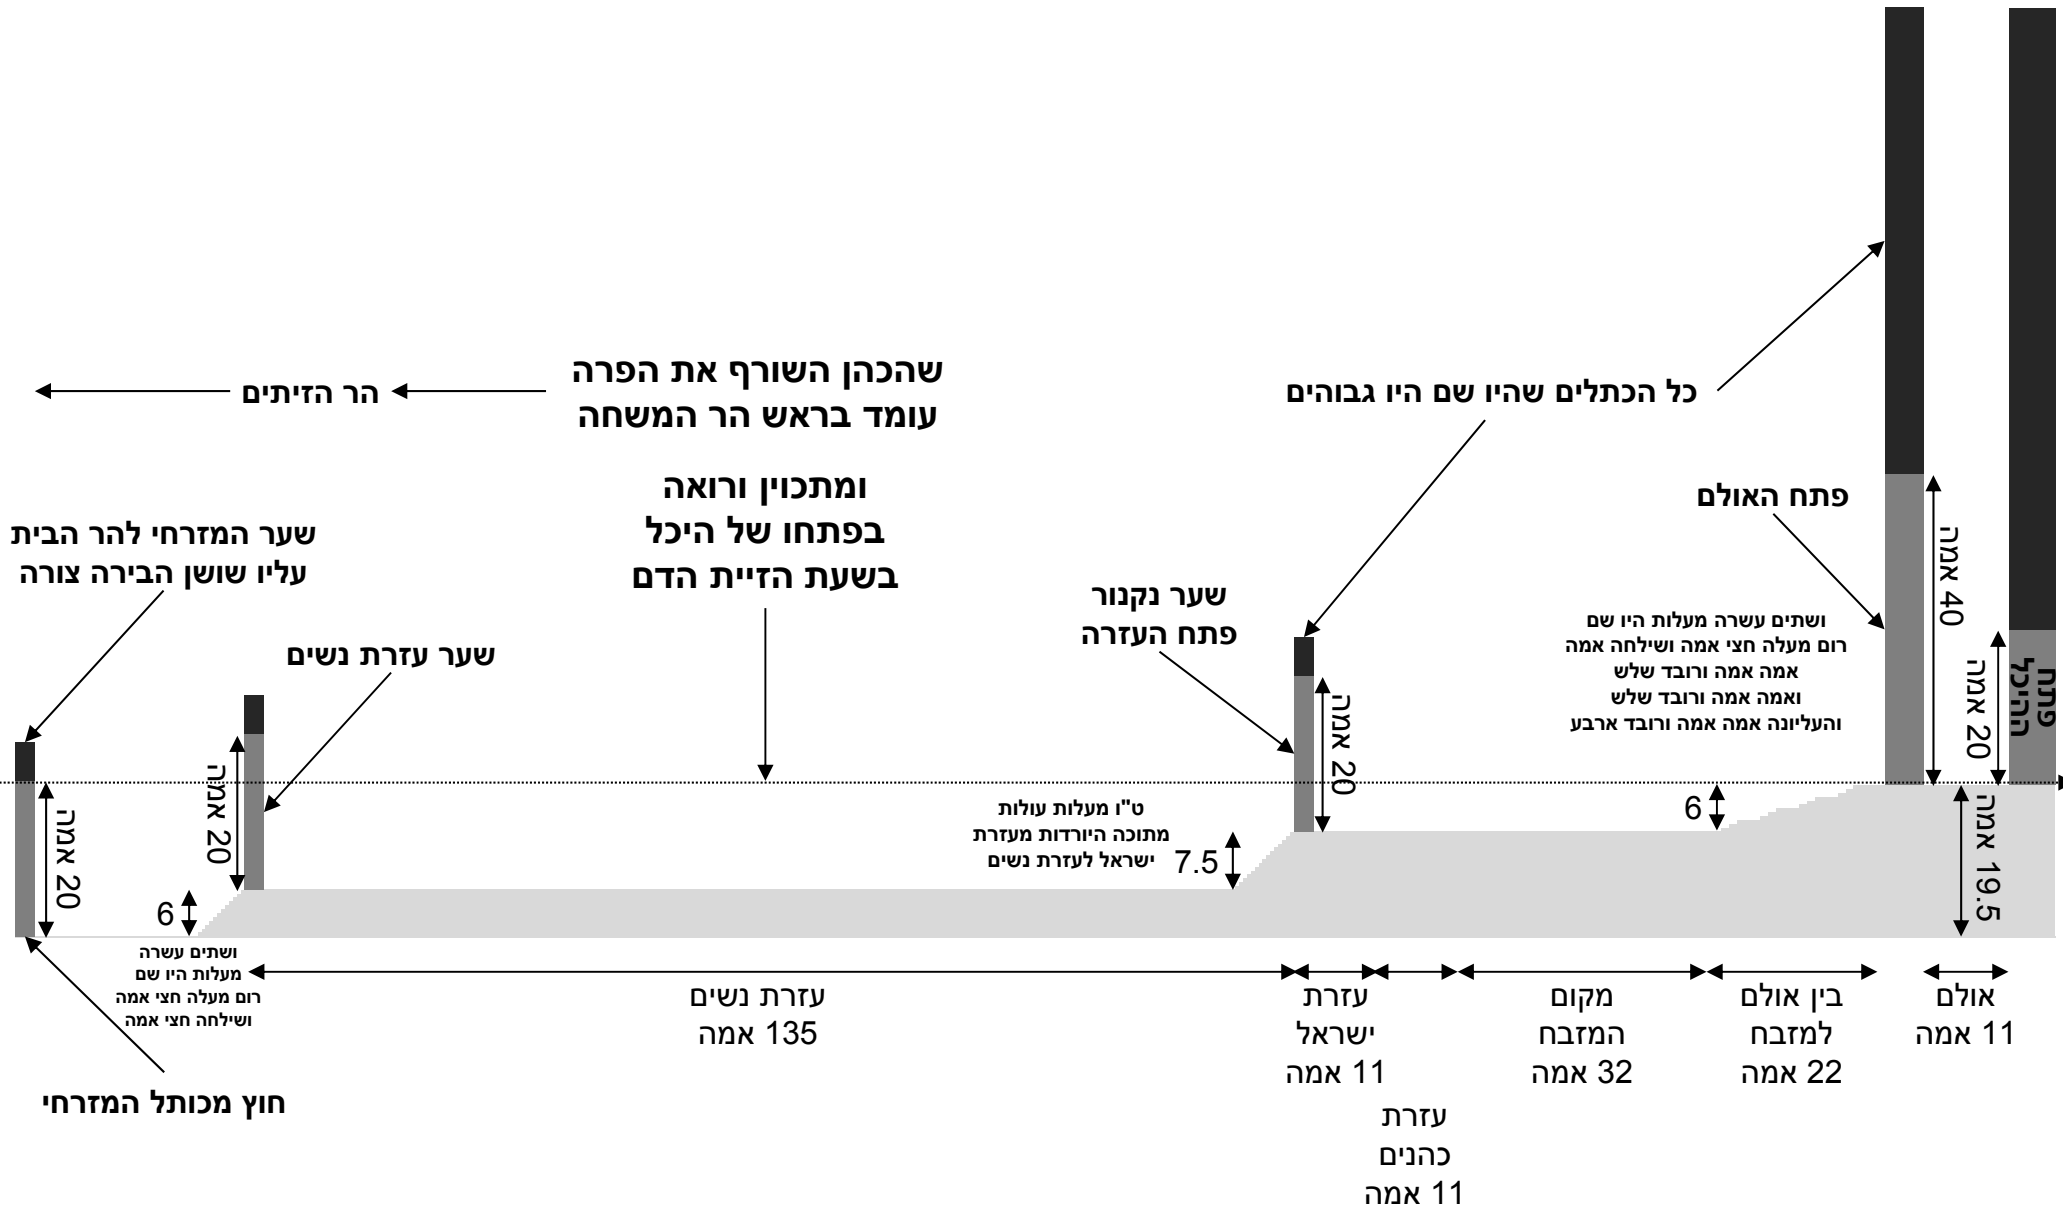 כל הכתלים שהיו שם היו גבוהים
שהכהן השורף את הפרה
עומד בראש הר המשחה
הר הזיתים
ומתכוין ורואה
בפתחו של היכל
בשעת הזיית הדם
פתח האולם
40 אמה
פתח
ההיכל
20 אמה
ושתים עשרה מעלות היו שם
רום מעלה חצי אמה ושילחה אמה
אמה אמה ורובד שלש
ואמה אמה ורובד שלש
והעליונה אמה אמה ורובד ארבע
שער נקנור
פתח העזרה
20 אמה
שער עזרת נשים
20 אמה
שער המזרחי להר הבית
עליו שושן הבירה צורה
20 אמה
19.5 אמה
6
ט"ו מעלות עולות
מתוכה היורדות מעזרת
ישראל לעזרת נשים
7.5
6
ושתים עשרה
מעלות היו שם
רום מעלה חצי אמה
ושילחה חצי אמה
אולם
11 אמה
בין אולם
למזבח
22 אמה
מקום
המזבח
32 אמה
עזרת
כהנים
11 אמה
עזרת
ישראל
11 אמה
עזרת נשים
135 אמה
חוץ מכותל המזרחי